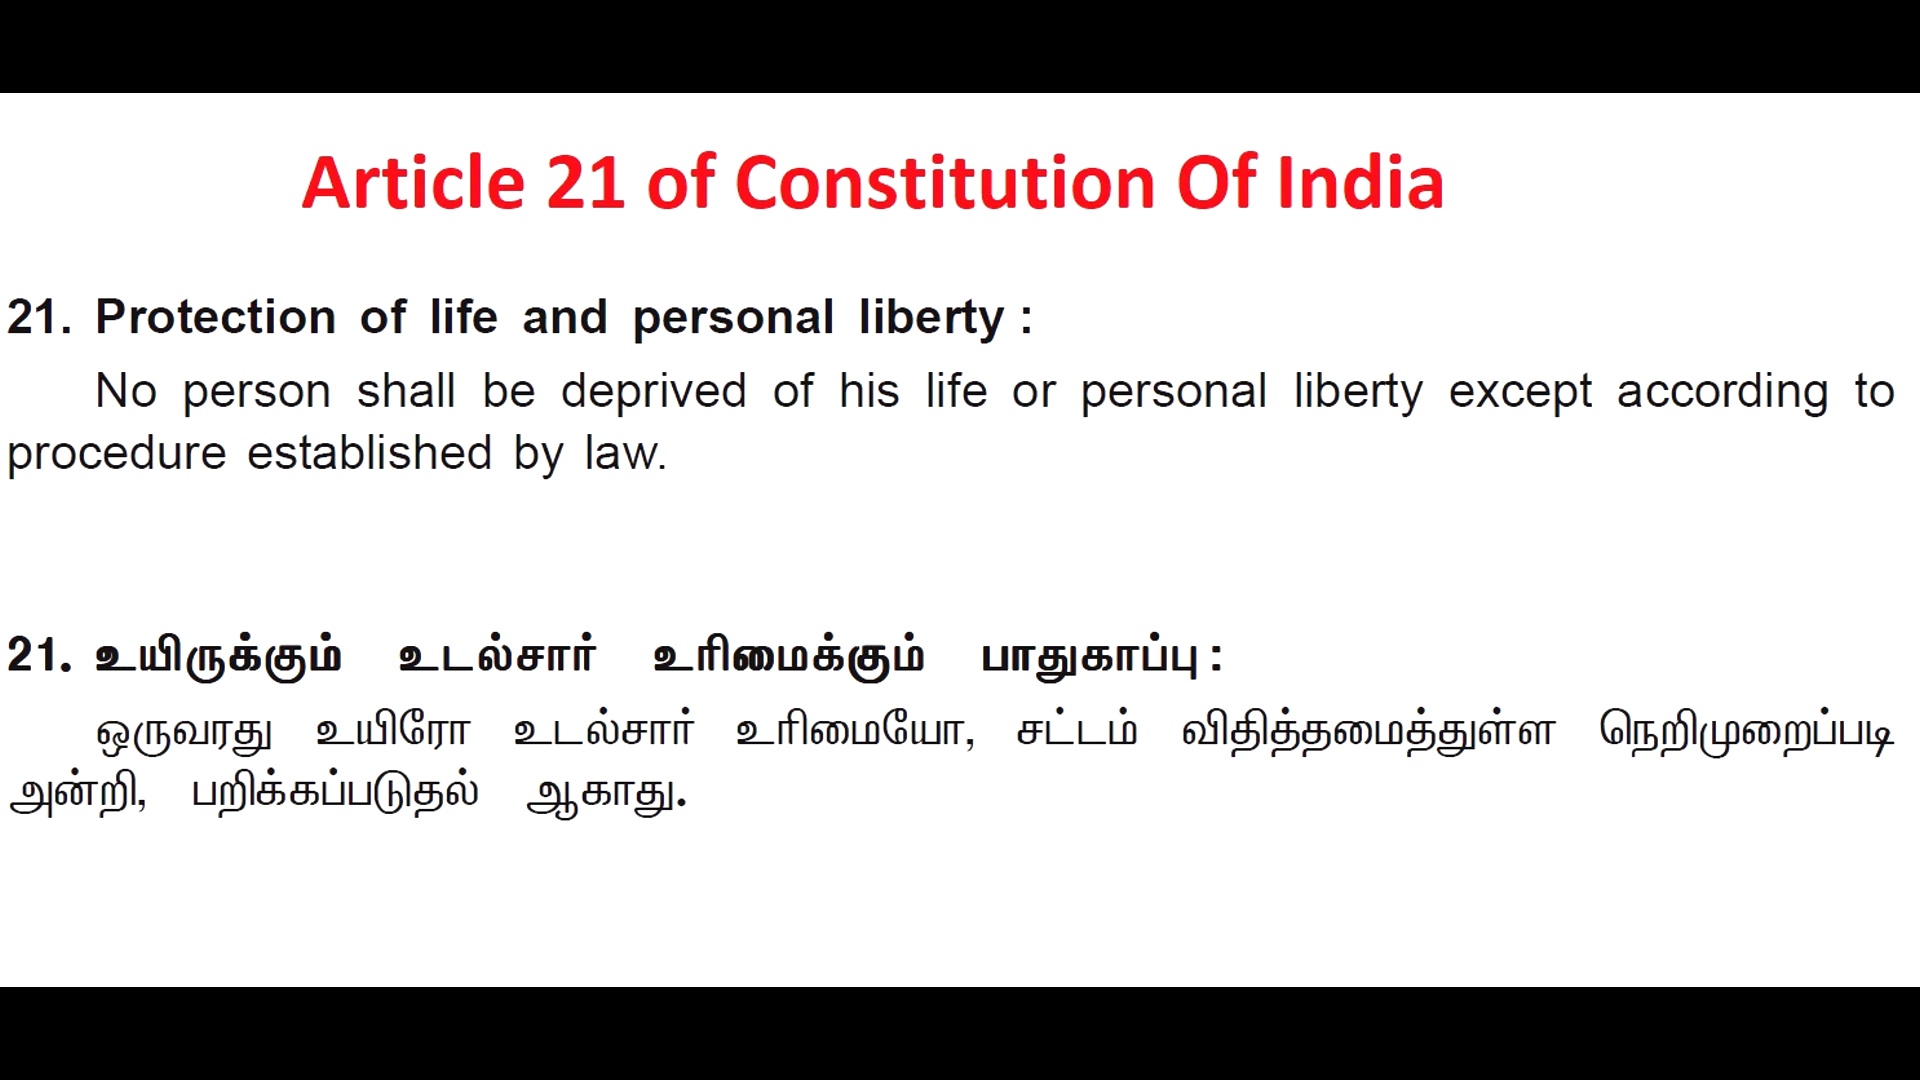 Article 21 of Constitution Of India
21. Protection of life and personal liberty :
No person shall be deprived of his life or personal liberty except according to
procedure established by law.
21. உயிருக்கும் உடல்சார் உரிமைக்கும் பாதுகாப்பு :
ஒருவரது உயிரோ உடல்சார் உரிமையோ, சட்டம் விதித்தமைத்துள்ள நெறிமுறைப்படி
அன்றி, பறிக்கப்படுதல் ஆகாது.